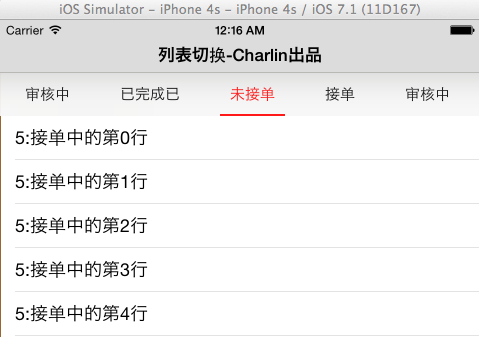 iOS Simulator - iPhone 4s - iPhone 4s / iOS 7.1 (11D167)
Carrier 12:16 AM
列表切换-Charlin出品
审核中 已完成已 未接单 接单 审核中
5:接单中的第0行
5:接单中的第1行
5:接单中的第2行
5:接单中的第3行
5:接单中的第4行